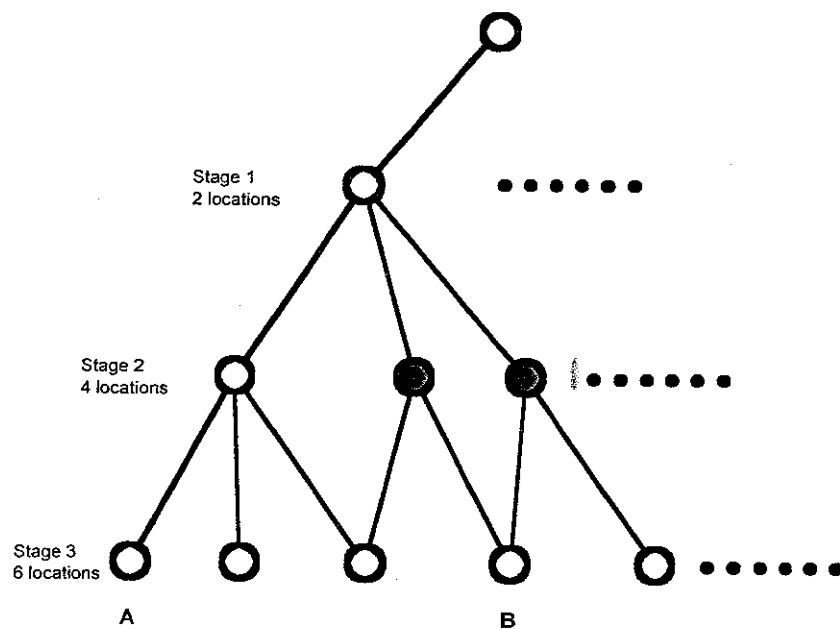 Stage 1
2 locations
Stage 2
4 locations
Stage 3
6 locations
A
B